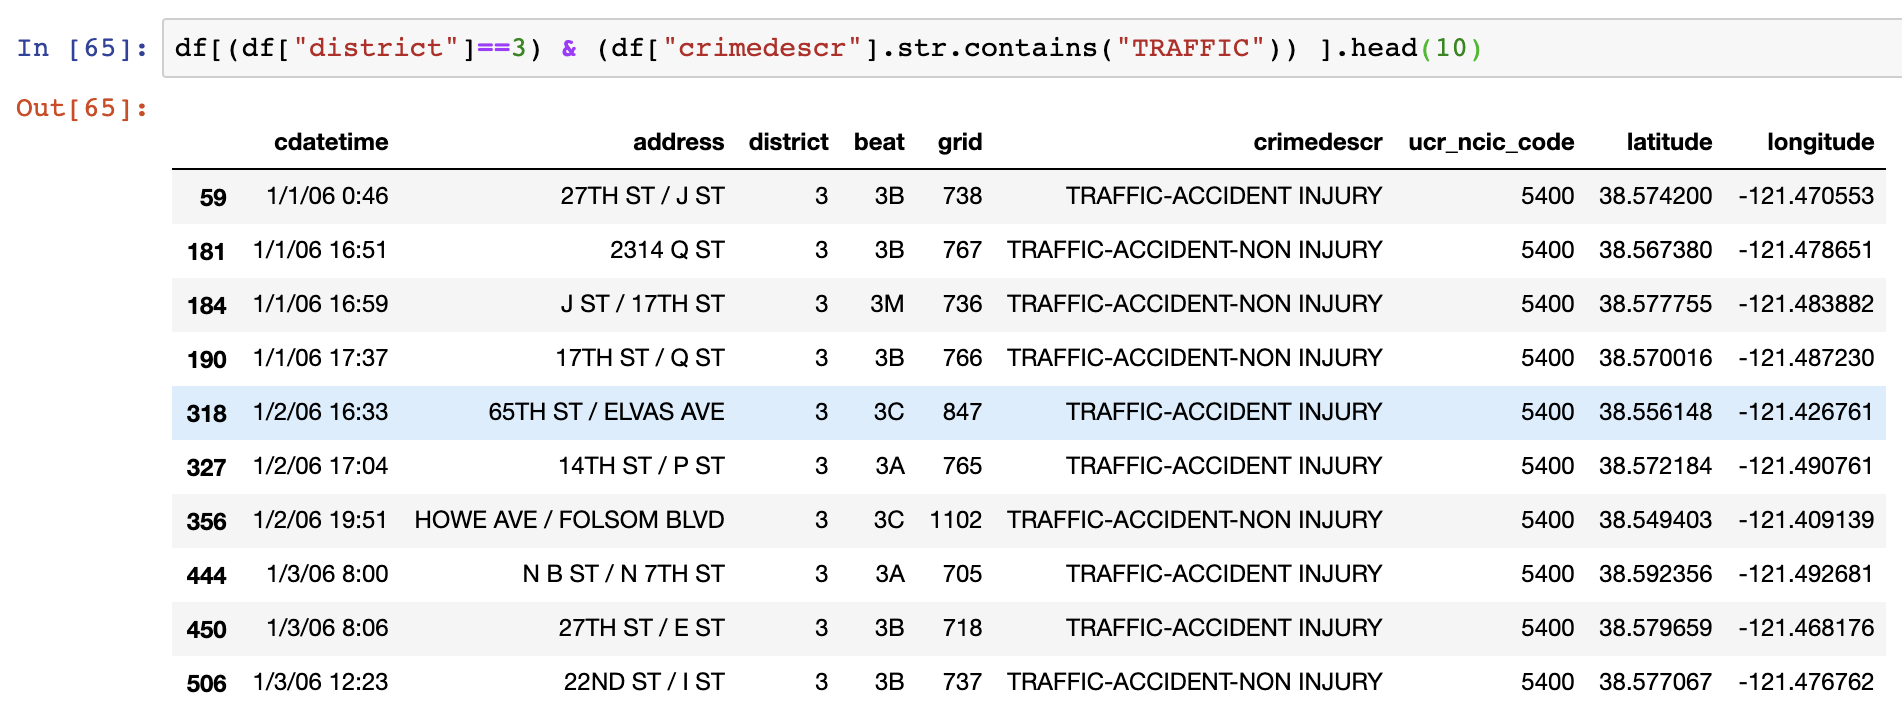 In [65]: df[(df["district"]==3) & (df["crimedescr"].str.contains("TRAFFIC")) ].head(10)
Out[65]:
cdatetime address district beat grid crimedescr ucr_ncic_code latitude longitude
59 1/1/06 0:46 27TH ST / J ST 3 3B 738 TRAFFIC-ACCIDENT INJURY 5400 38.574200 -121.470553
181 1/1/06 16:51 2314 Q ST 3 3B 767 TRAFFIC-ACCIDENT-NON INJURY 5400 38.567380 -121.478651
184 1/1/06 16:59 J ST / 17TH ST 3 3M 736 TRAFFIC-ACCIDENT-NON INJURY 5400 38.577755 -121.483882
190 1/1/06 17:37 17TH ST / Q ST 3 3B 766 TRAFFIC-ACCIDENT-NON INJURY 5400 38.570016 -121.487230
318 1/2/06 16:33 65TH ST / ELVAS AVE 3 3C 847 TRAFFIC-ACCIDENT INJURY 5400 38.556148 -121.426761
327 1/2/06 17:04 14TH ST / P ST 3 3A 765 TRAFFIC-ACCIDENT INJURY 5400 38.572184 -121.490761
356 1/2/06 19:51 HOWE AVE / FOLSOM BLVD 3 3C 1102 TRAFFIC-ACCIDENT-NON INJURY 5400 38.549403 -121.409139
444 1/3/06 8:00 N B ST / N 7TH ST 3 3A 705 TRAFFIC-ACCIDENT INJURY 5400 38.592356 -121.492681
450 1/3/06 8:06 27TH ST / E ST 3 3B 718 TRAFFIC-ACCIDENT INJURY 5400 38.579659 -121.468176
506 1/3/06 12:23 22ND ST / I ST 3 3B 737 TRAFFIC-ACCIDENT-NON INJURY 5400 38.577067 -121.476762